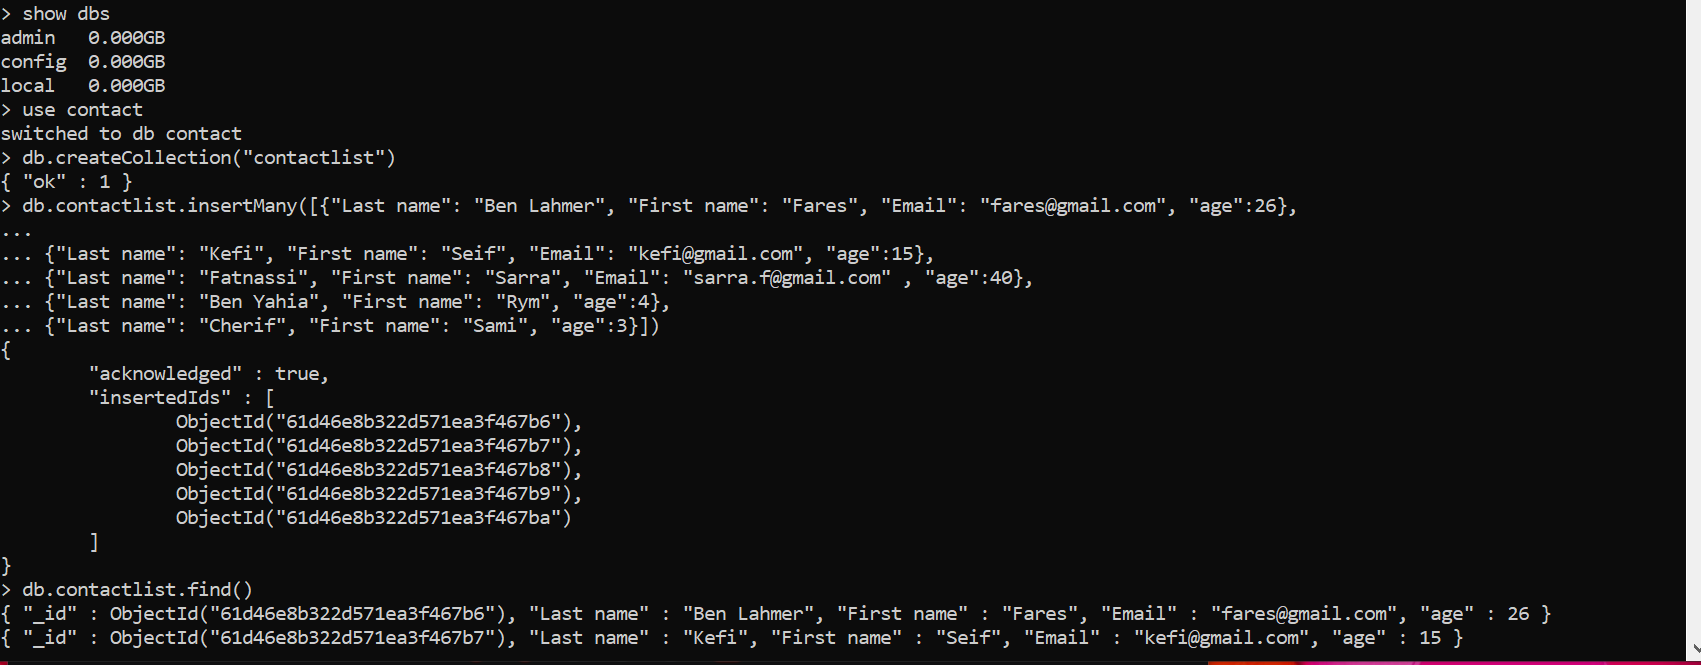 > show dbs
admin   0.000GB
config  0.000GB
local   0.000GB
> use contact
switched to db contact
> db.createCollection("contactlist")
{ "ok" : 1 }
> db.contactlist.insertMany([{"Last name": "Ben Lahmer", "First name": "Fares", "Email": "fares@gmail.com", "age":26},
...
... {"Last name": "Kefi", "First name": "Seif", "Email": "kefi@gmail.com", "age":15},
... {"Last name": "Fatnassi", "First name": "Sarra", "Email": "sarra.f@gmail.com" , "age":40},
... {"Last name": "Ben Yahia", "First name": "Rym", "age":4},
... {"Last name": "Cherif", "First name": "Sami", "age":3}])
{
        "acknowledged" : true,
        "insertedIds" : [
                ObjectId("61d46e8b322d571ea3f467b6"),
                ObjectId("61d46e8b322d571ea3f467b7"),
                ObjectId("61d46e8b322d571ea3f467b8"),
                ObjectId("61d46e8b322d571ea3f467b9"),
                ObjectId("61d46e8b322d571ea3f467ba")
        ]
}
> db.contactlist.find()
{ "_id" : ObjectId("61d46e8b322d571ea3f467b6"), "Last name" : "Ben Lahmer", "First name" : "Fares", "Email" : "fares@gmail.com", "age" : 26 }
{ "_id" : ObjectId("61d46e8b322d571ea3f467b7"), "Last name" : "Kefi", "First name" : "Seif", "Email" : "kefi@gmail.com", "age" : 15 }